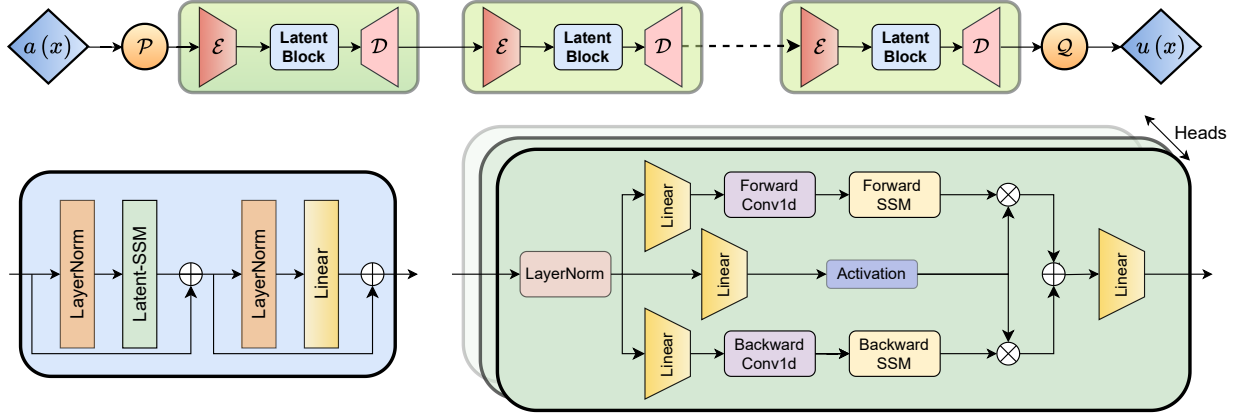 a (x)
P
E
Latent
Block
D
E
Latent
Block
D
E
Latent
Block
D
Q
u (x)
Heads
LayerNorm
Latent-SSM
LayerNorm
Linear
LayerNorm
Linear
Forward
Conv1d
Forward
SSM
Linear
Activation
Linear
Backward
Conv1d
Backward
SSM
Linear